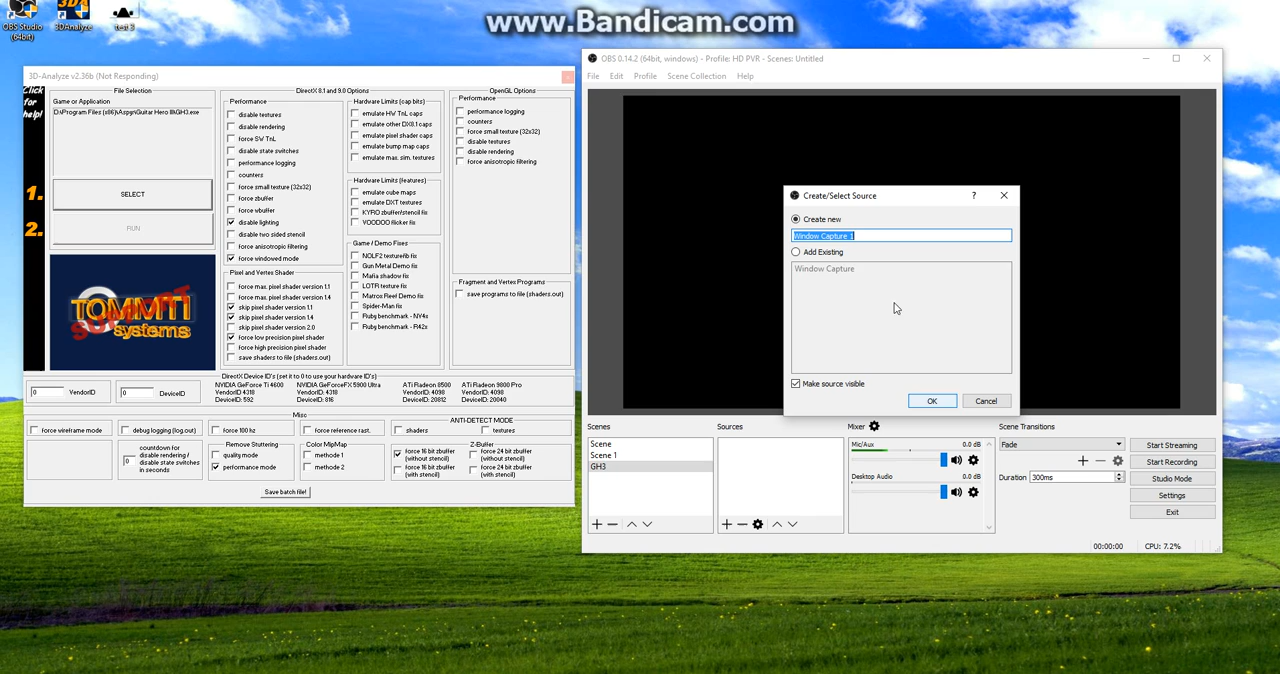 www.Bandicam.com
OBS Studio
(64bit)
3DAnalyze
test 3
3D-Analyze v2.36b (Not Responding)
Click
for
help!
1.
2.
File Selection
Game or Application
D:\Program Files (x86)\Aspyr\Guitar Hero III\GH3.exe
SELECT
RUN
TOMMTI
systems
SUPPORT
DirectX 8.1 and 9.0 Options
Performance
disable textures
disable rendering
force SW TnL
disable state switches
performance logging
counters
force small texture (32x32)
force zbuffer
force wbuffer
disable lighting
disable two sided stencil
force anisotropic filtering
force windowed mode
Pixel and Vertex Shader
force max. pixel shader version 1.1
force max. pixel shader version 1.4
skip pixel shader version 1.1
skip pixel shader version 1.4
skip pixel shader version 2.0
force low precision pixel shader
force high precision pixel shader
save shaders to file (shaders.out)
Hardware Limits (cap bits)
emulate HW TnL caps
emulate other DX8.1 caps
emulate pixel shader caps
emulate bump map caps
emulate max. sim. textures
Hardware Limits (features)
emulate cube maps
emulate DXT textures
KYRO zbuffer/stencil fix
VOODOO flicker fix
Game / Demo Fixes
NOLF2 texture/ib fix
Gun Metal Demo fix
Mafia shadow fix
LOTR texture fix
Matrox Reef Demo fix
Spider-Man fix
Ruby benchmark - NV4x
Ruby benchmark - R42x
OpenGL Options
Performance
performance logging
counters
force small texture (32x32)
disable textures
disable rendering
force anisotropic filtering
Fragment and Vertex Programs
save programs to file (shaders.out)
DirectX Device ID's (set it to 0 to use your hardware ID's)
0 VendorID
0 DeviceID
NVIDIA GeForce Ti 4600
VendorID: 4318
DeviceID: 592
NVIDIA GeForceFX 5900 Ultra
VendorID: 4318
DeviceID: 816
ATi Radeon 8500
VendorID: 4098
DeviceID: 20812
ATi Radeon 9800 Pro
VendorID: 4098
DeviceID: 20040
Misc
force wireframe mode
debug logging (log.out)
force 100 hz
force reference rast.
ANTI-DETECT MODE
shaders
textures
countdown for
disable rendering /
0 disable state switches
in seconds
Remove Stuttering
quality mode
performance mode
Color MipMap
methode 1
methode 2
Z-Buffer
force 16 bit zbuffer
(without stencil)
force 24 bit zbuffer
(without stencil)
force 16 bit zbuffer
(with stencil)
force 24 bit zbuffer
(with stencil)
Save batch file!
OBS 0.14.2 (64bit, windows) - Profile: HD PVR - Scenes: Untitled
File Edit Profile Scene Collection Help
Create/Select Source ?
Create new
Window Capture 1
Add Existing
Window Capture
Make source visible
OK Cancel
Scenes
Scene
Scene 1
GH3
Sources
Mixer
Mic/Aux 0.0 dB
Desktop Audio 0.0 dB
Scene Transitions
Fade
Duration 300ms
Start Streaming
Start Recording
Studio Mode
Settings
Exit
00:00:00 CPU: 7.2%